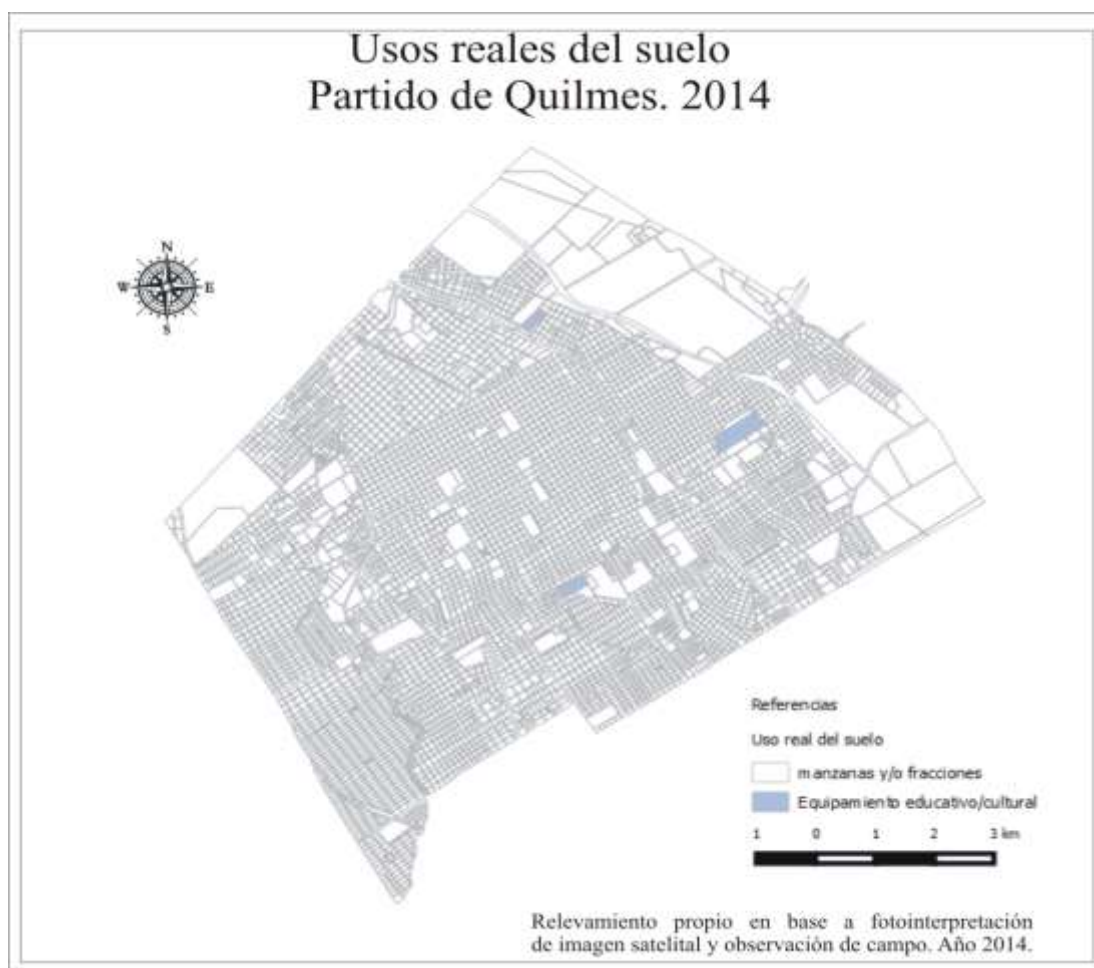 Usos reales del suelo
Partido de Quilmes. 2014
N
W E
S
Referencias
Uso real del suelo
manzanas y/o fracciones
Equipamiento educativo/cultural
1 0 1 2 3 km
Relevamiento propio en base a fotointerpretación
de imagen satelital y observación de campo. Año 2014.